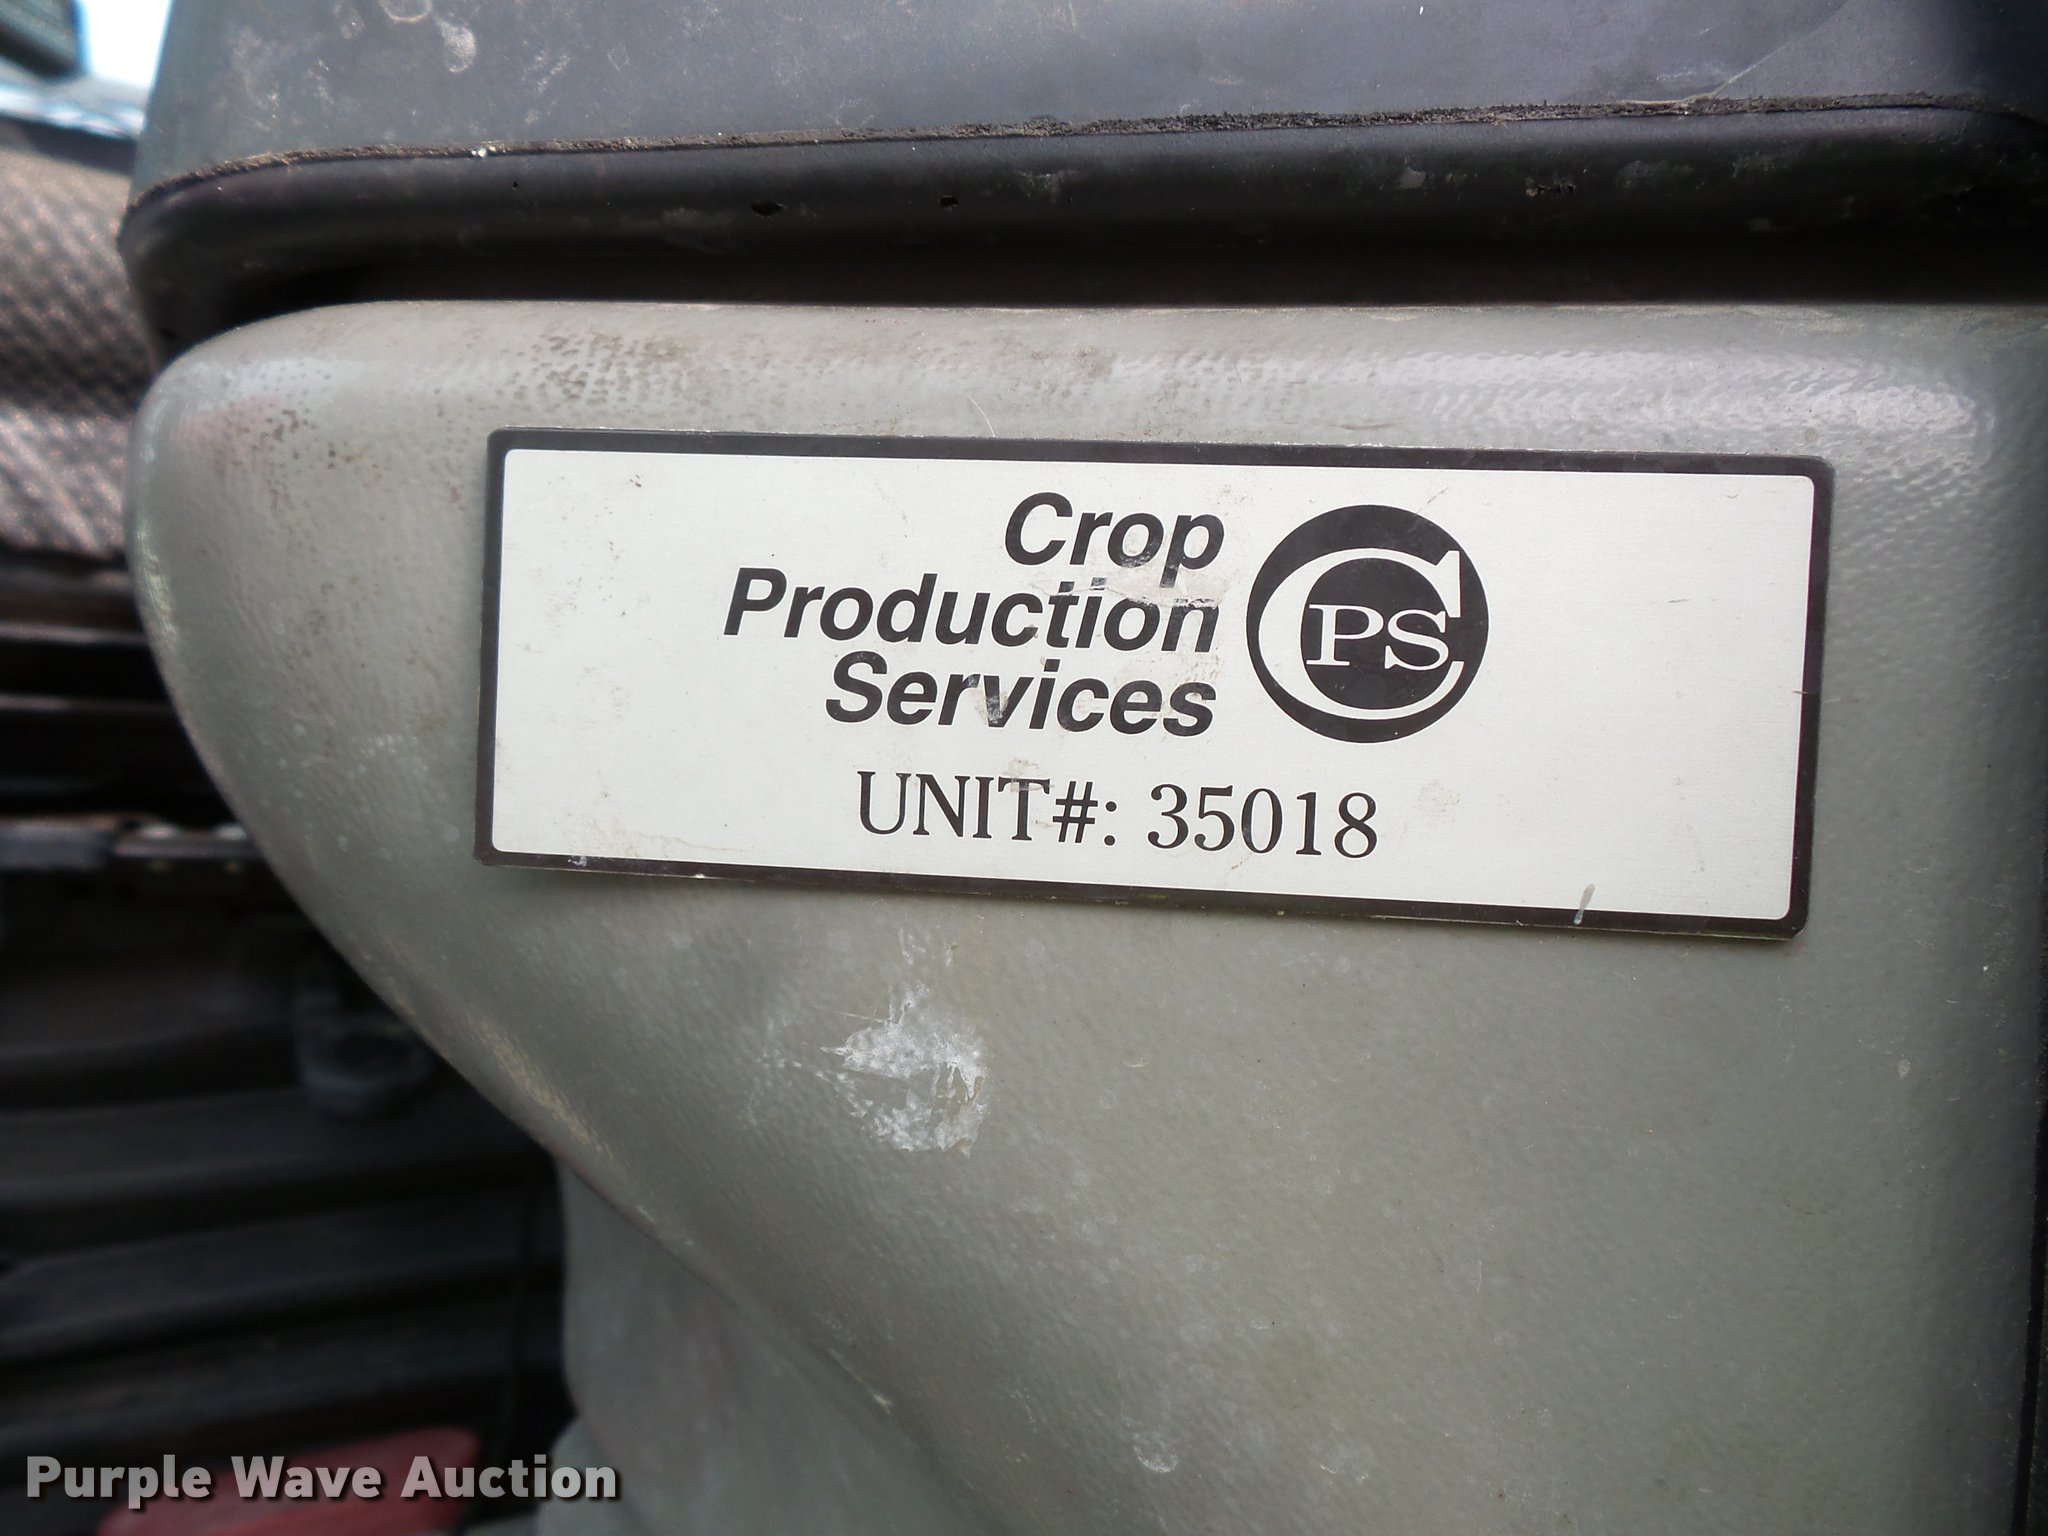 Crop
Production
Services
CPS
UNIT#: 35018
Purple Wave Auction